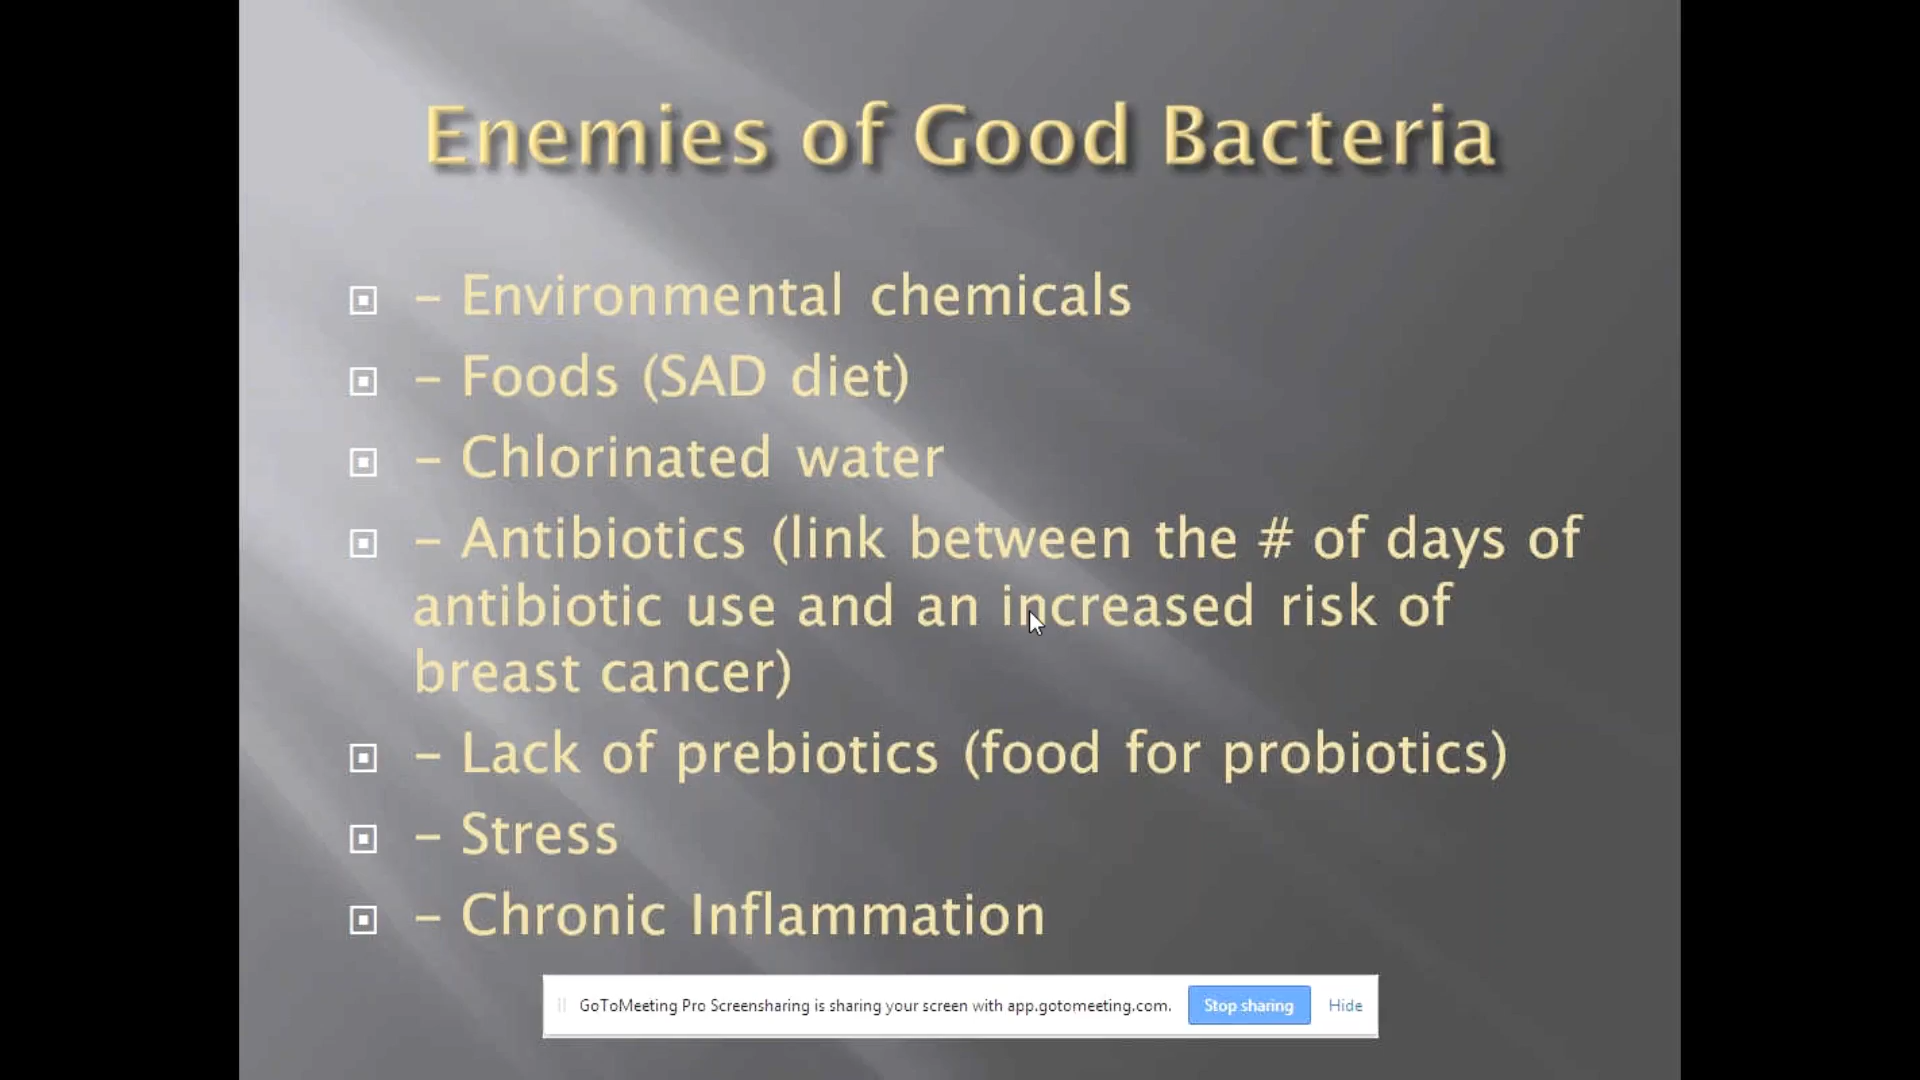 Enemies of Good Bacteria
– Environmental chemicals
– Foods (SAD diet)
– Chlorinated water
– Antibiotics (link between the # of days of
antibiotic use and an increased risk of
breast cancer)
– Lack of prebiotics (food for probiotics)
– Stress
– Chronic Inflammation
GoToMeeting Pro Screensharing is sharing your screen with app.gotomeeting.com. Stop sharing Hide